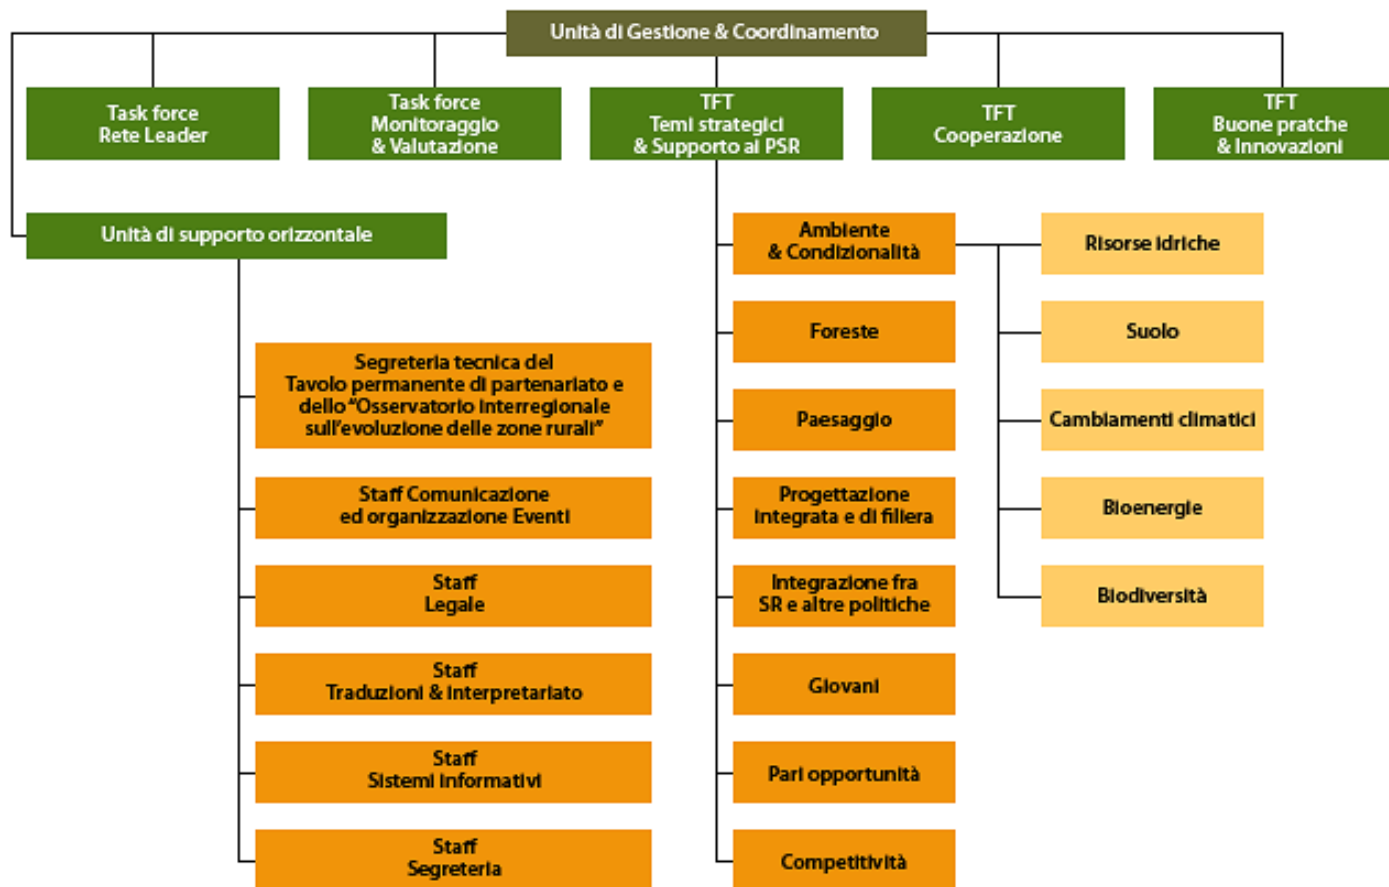 Unità di Gestione & Coordinamento
Task force
Rete Leader
Task force
Monitoraggio
& Valutazione
TFT
Temi strategici
& Supporto ai PSR
TFT
Cooperazione
TFT
Buone pratche
& Innovazioni
Unità di supporto orizzontale
Segreteria tecnica del
Tavolo permanente di partenariato e
dello “Osservatorio interregionale
sull’evoluzione delle zone rurali”
Staff Comunicazione
ed organizzazione Eventi
Staff
Legale
Staff
Traduzioni & interpretariato
Staff
Sistemi informativi
Staff
Segreteria
Ambiente
& Condizionalità
Foreste
Paesaggio
Progettazione
integrata e di filiera
Integrazione fra
SR e altre politiche
Giovani
Pari opportunità
Competitività
Risorse idriche
Suolo
Cambiamenti climatici
Bioenergie
Biodiversità